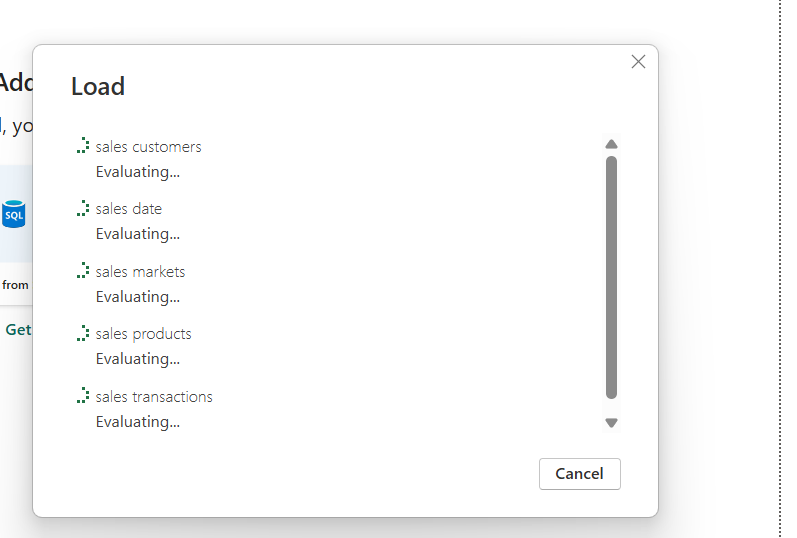 Load
Add
, yo
SQL
from
Get
sales customers
Evaluating...
sales date
Evaluating...
sales markets
Evaluating...
sales products
Evaluating...
sales transactions
Evaluating...
Cancel